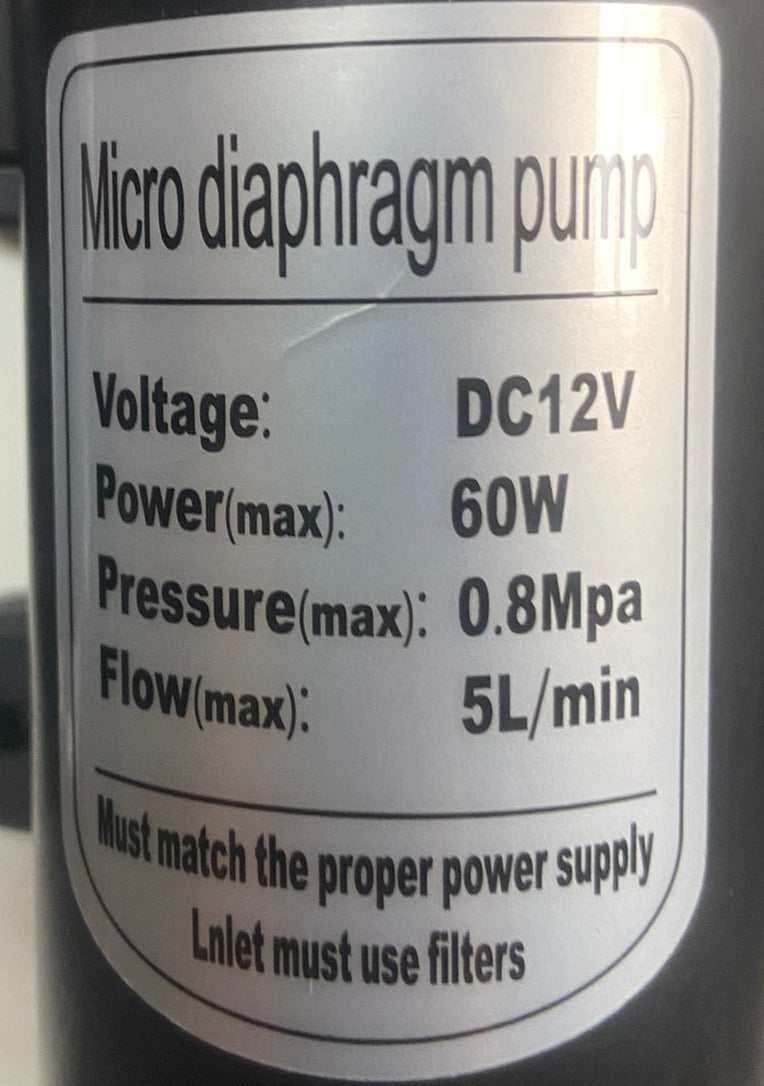 Micro diaphragm pump
Voltage: DC12V
Power(max): 60W
Pressure(max): 0.8Mpa
Flow(max): 5L/min
Must match the proper power supply
Lnlet must use filters